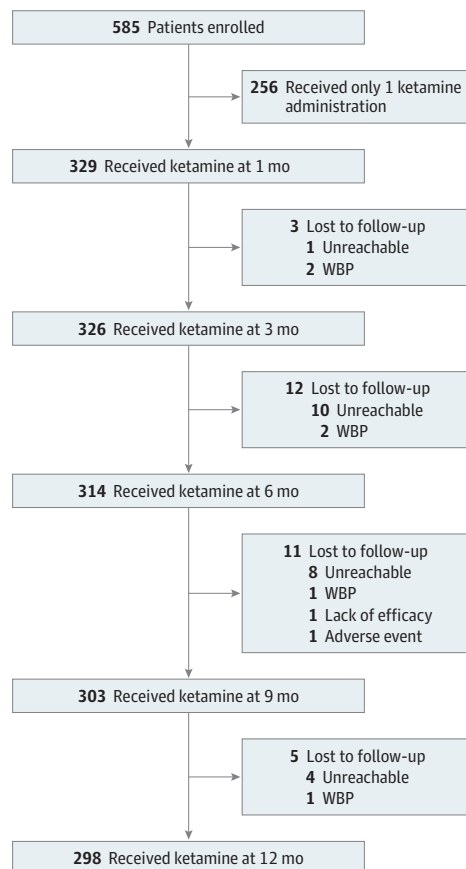 585 Patients enrolled
256 Received only 1 ketamine
administration
329 Received ketamine at 1 mo
3 Lost to follow-up
1 Unreachable
2 WBP
326 Received ketamine at 3 mo
12 Lost to follow-up
10 Unreachable
2 WBP
314 Received ketamine at 6 mo
11 Lost to follow-up
8 Unreachable
1 WBP
1 Lack of efficacy
1 Adverse event
303 Received ketamine at 9 mo
5 Lost to follow-up
4 Unreachable
1 WBP
298 Received ketamine at 12 mo